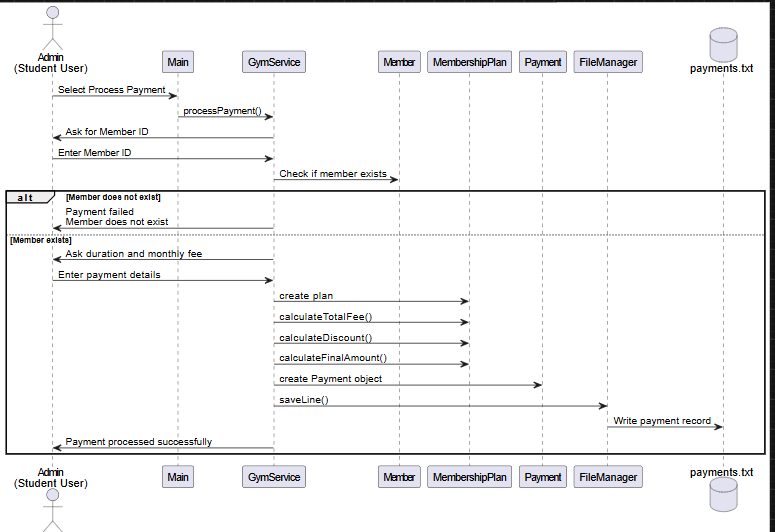 Admin
(Student User)
Main
GymService
Member
MembershipPlan
Payment
FileManager
payments.txt
Select Process Payment
processPayment()
Ask for Member ID
Enter Member ID
Check if member exists
alt
[Member does not exist]
Payment failed
Member does not exist
[Member exists]
Ask duration and monthly fee
Enter payment details
create plan
calculateTotalFee()
calculateDiscount()
calculateFinalAmount()
create Payment object
saveLine()
Write payment record
Payment processed successfully
Admin
(Student User)
Main
GymService
Member
MembershipPlan
Payment
FileManager
payments.txt